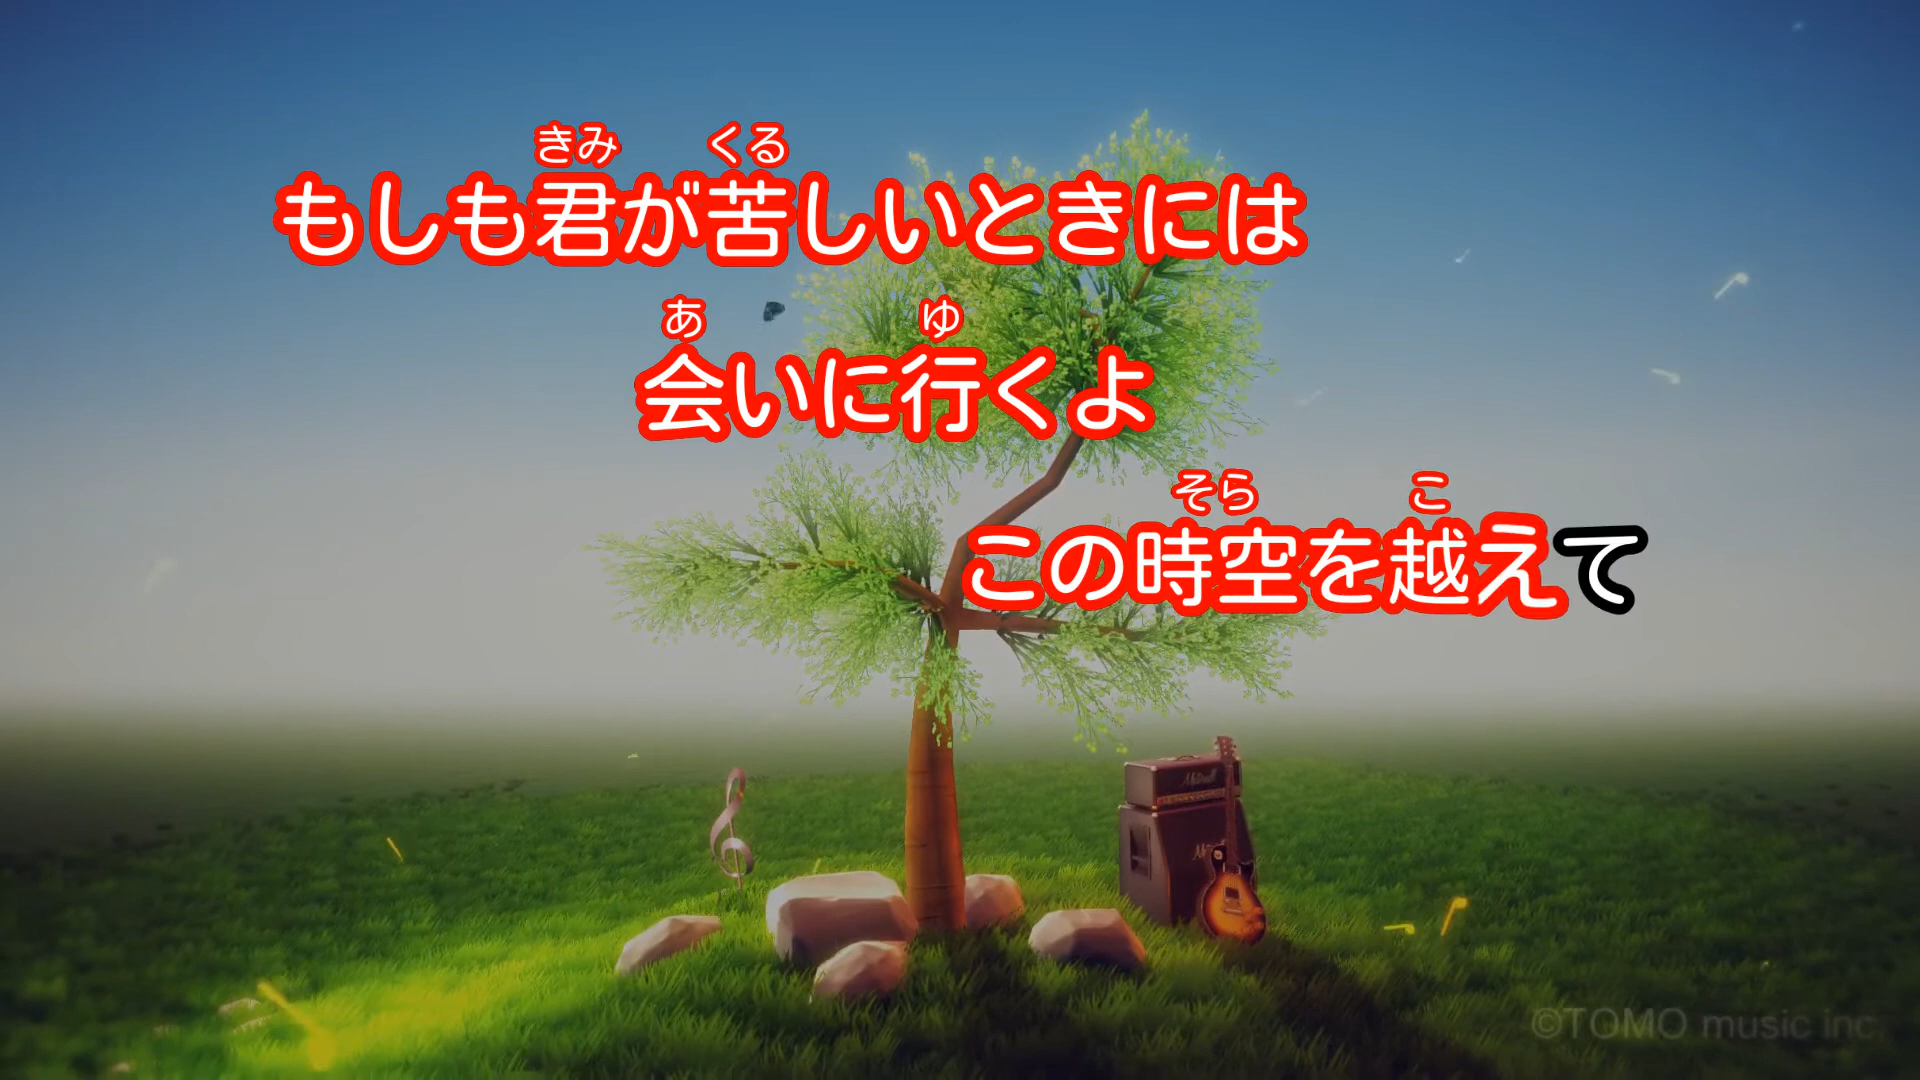 きみ くる
もしも君が苦しいときには
あ ゆ
会いに行くよ
そら こ
この時空を越えて
©TOMO music inc